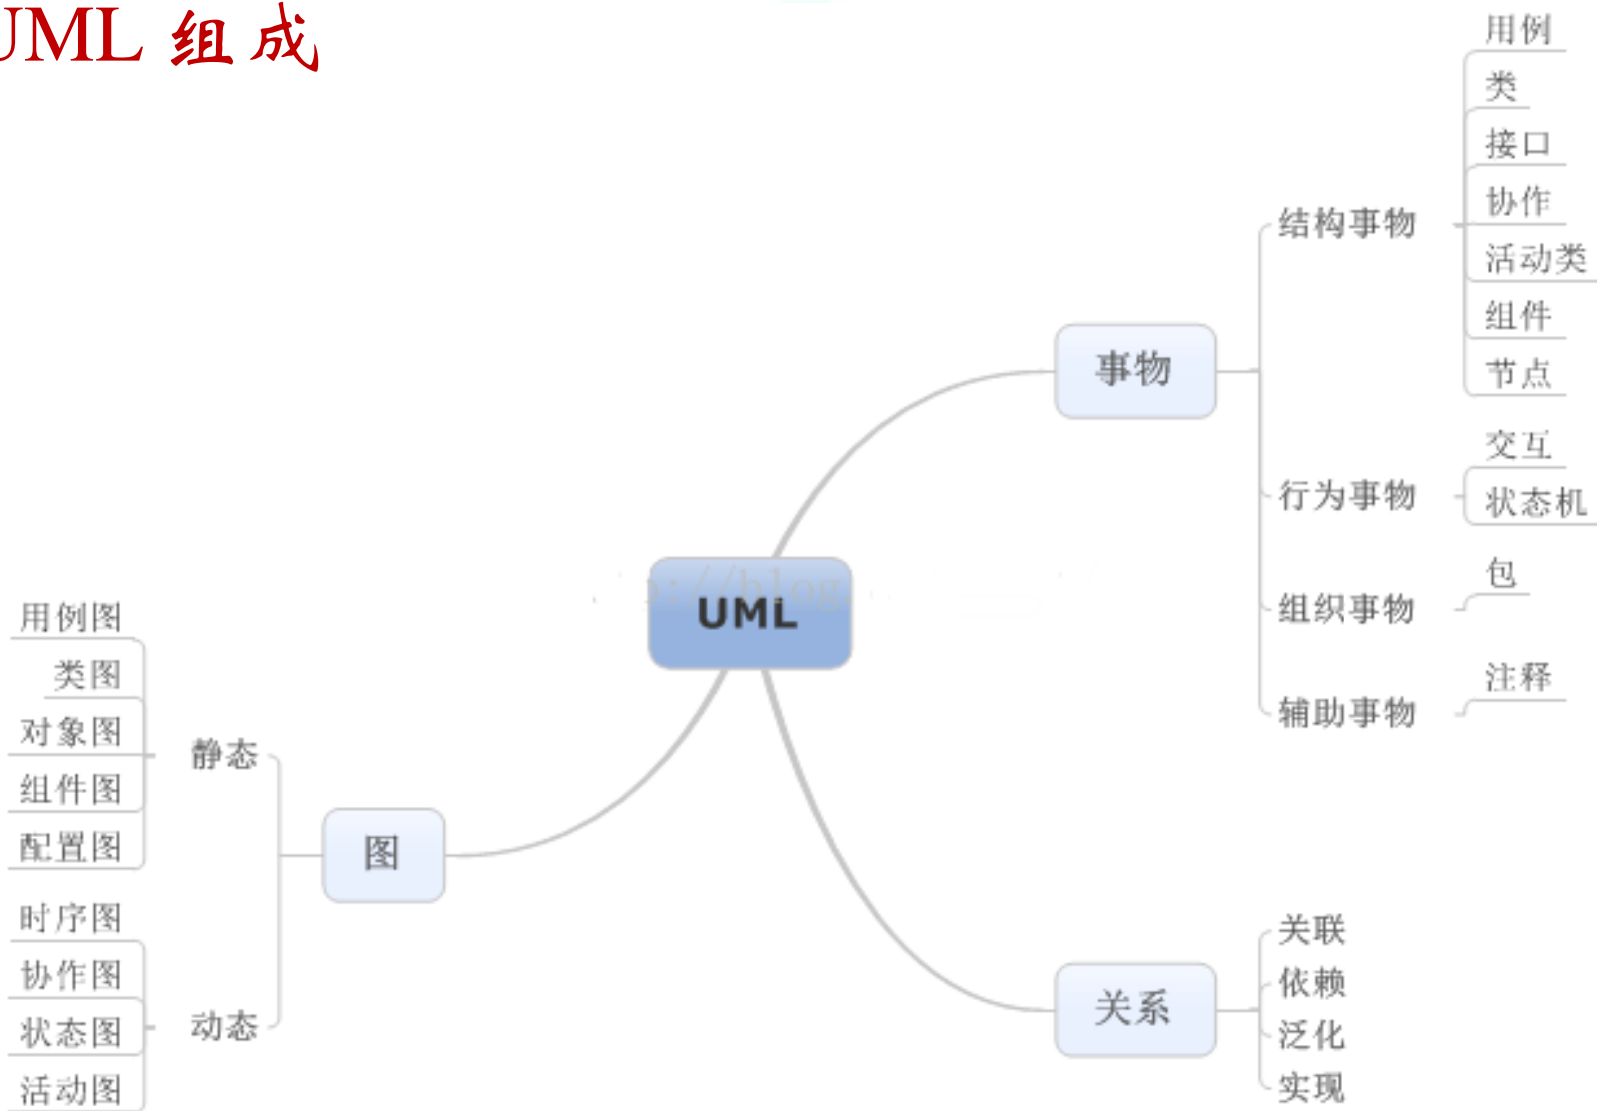 UML 组成
UML
事物
结构事物
用例
类
接口
协作
活动类
组件
节点
行为事物
交互
状态机
组织事物
包
辅助事物
注释
关系
关联
依赖
泛化
实现
图
静态
用例图
类图
对象图
组件图
配置图
动态
时序图
协作图
状态图
活动图
://blog.